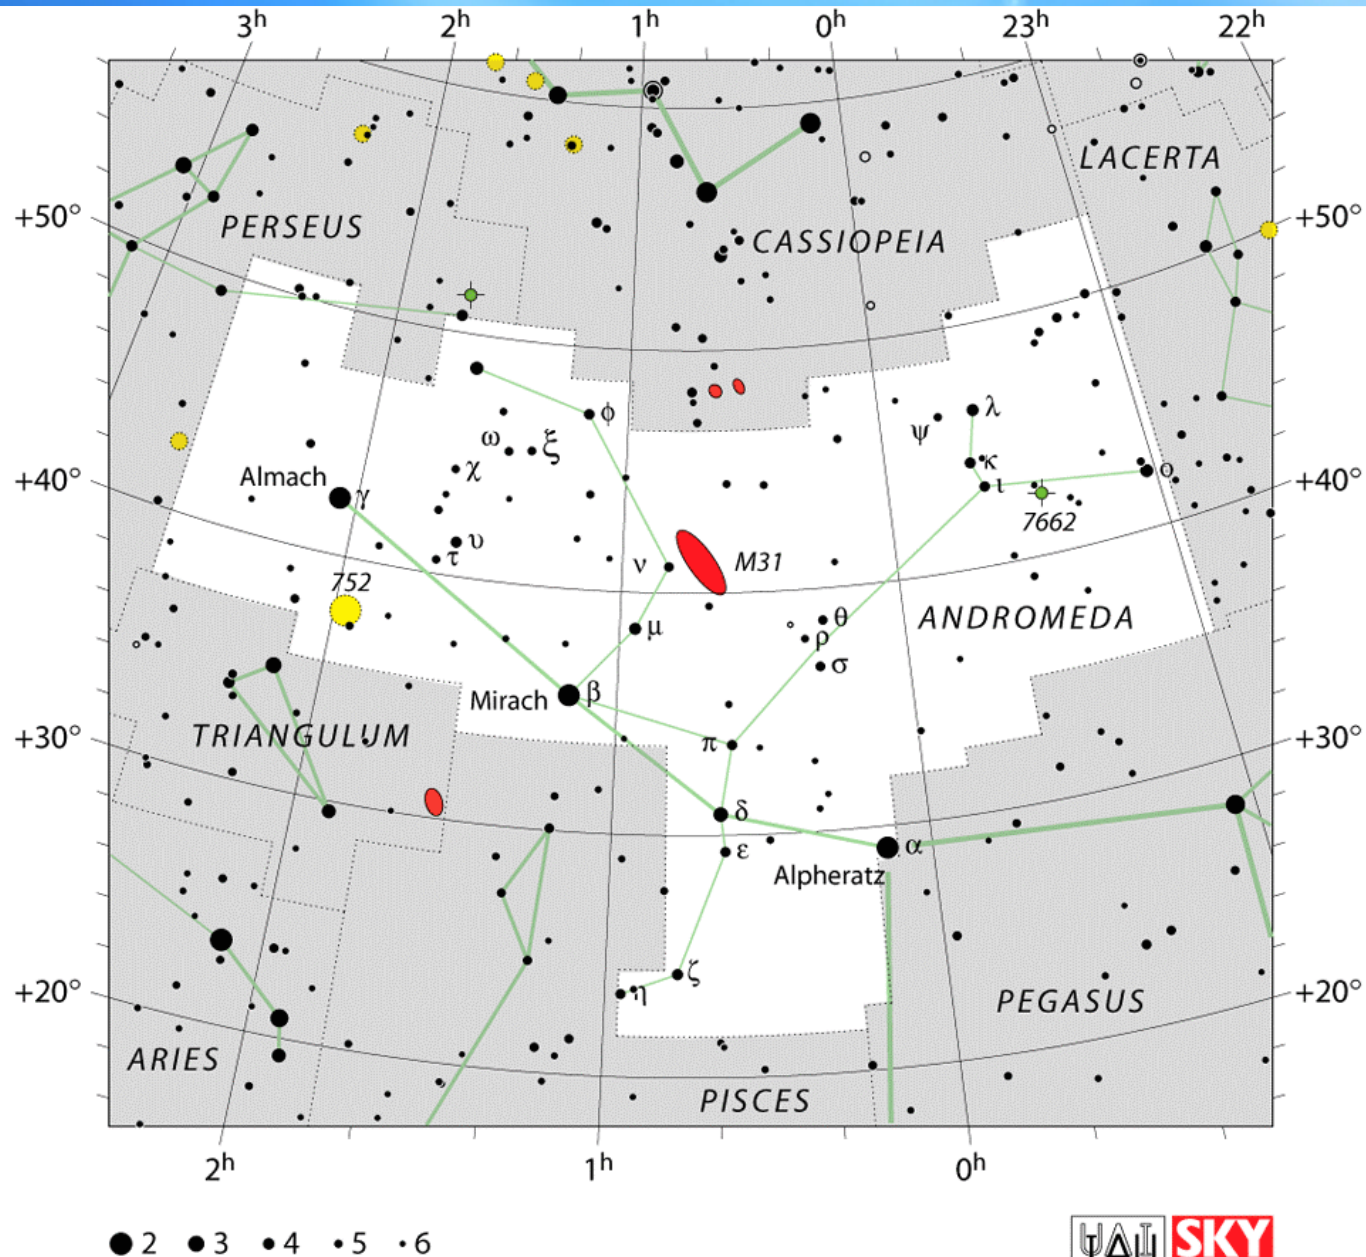 3h 2h 1h 0h 23h 22h
LACERTA
+50° PERSEUS CASSIOPEIA +50°
φ λ
ω ξ ψ
Almach γ χ κ ο
+40° ι +40°
7662
υ
τ ν M31
752
θ ANDROMEDA
μ ρ
σ
Mirach β
+30° TRIANGULUM π +30°
δ
ε α
Alpheratz
ζ
+20° η PEGASUS +20°
ARIES
PISCES
2h 1h 0h
2 3 4 5 6 IAU SKY